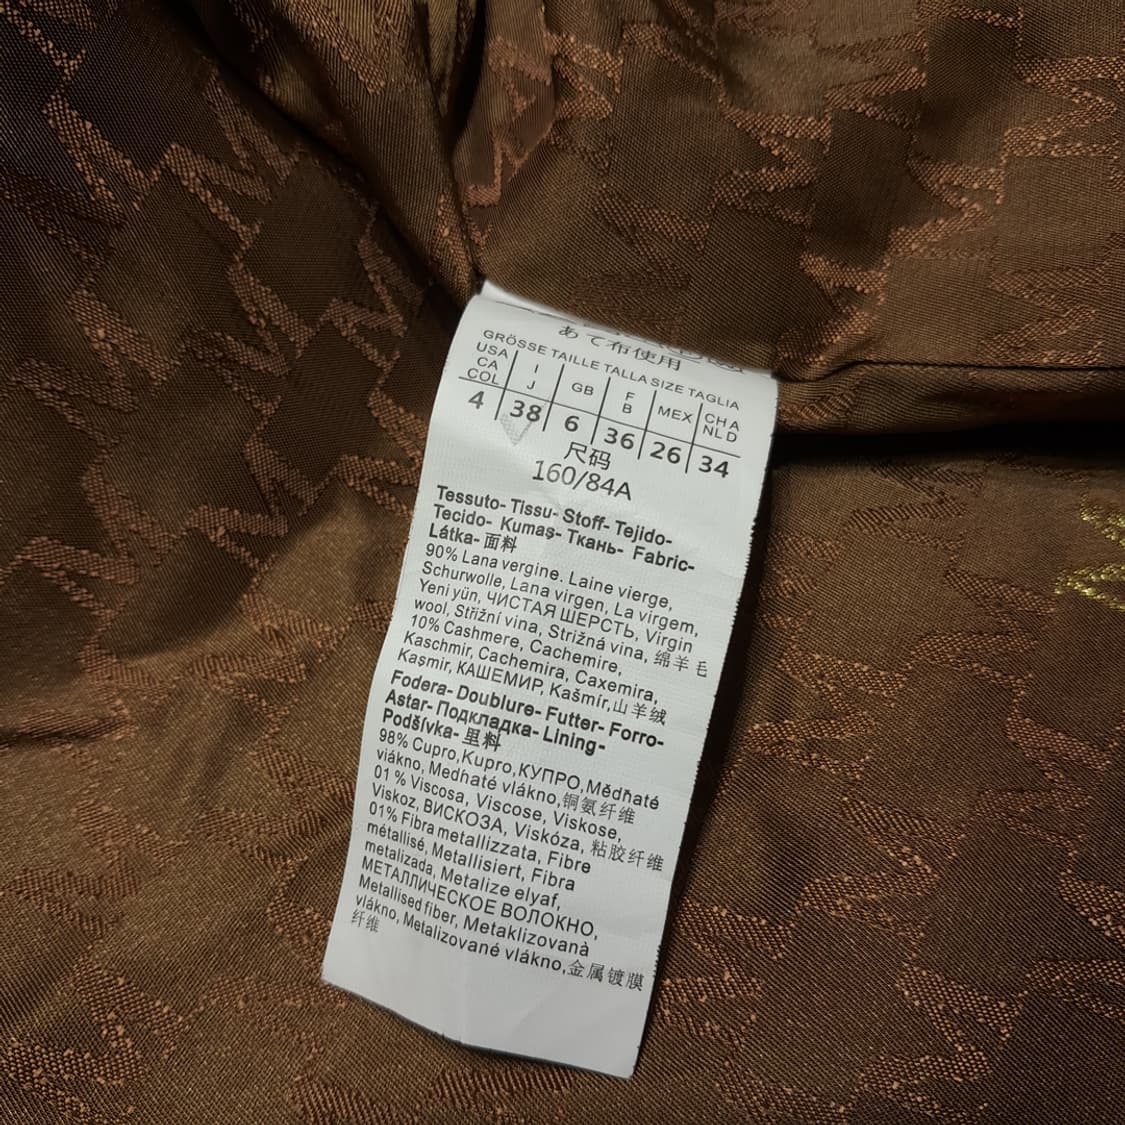 あて布使用
GRÖSSE TAILLE TALLA SIZE TAGLIA
USA CA COL | I J | GB | F B | MEX | CH A NL D
4 | 38 | 6 | 36 | 26 | 34
尺码
160/84A
Tessuto- Tissu- Stoff- Tejido-
Tecido- Kumaş- Ткань- Fabric-
Látka- 面料
90% Lana vergine. Laine vierge,
Schurwolle, Lana virgen, La virgem,
Yeni yün, ЧИСТАЯ ШЕРСТЬ, Virgin
wool, Střižní vina, Strižná vina, 绵羊毛
10% Cashmere, Cachemire,
Kaschmir, Cachemira, Caxemira,
Kaşmir, КАШЕМИР, Kašmír,山羊绒
Fodera- Doublure- Futter- Forro-
Astar- Подкладка- Lining-
Podšívka- 里料
98% Cupro,Kupro,КУПРО,Mědhaté
vlákno, Medhaté vlákno,铜氨纤维
01 % Viscosa, Viscose, Viskose,
Viskoz, ВИСКОЗА, Viskóza, 粘胶纤维
01% Fibra metallizzata, Fibre
métallisé, Metallisiert, Fibra
metalizada, Metalize elyaf,
МЕТАЛЛИЧЕСКОЕ ВОЛОКНО,
Metallised fiber, Metaklizovanà
vlákno, Metalizované vlákno,金属镀膜
纤维